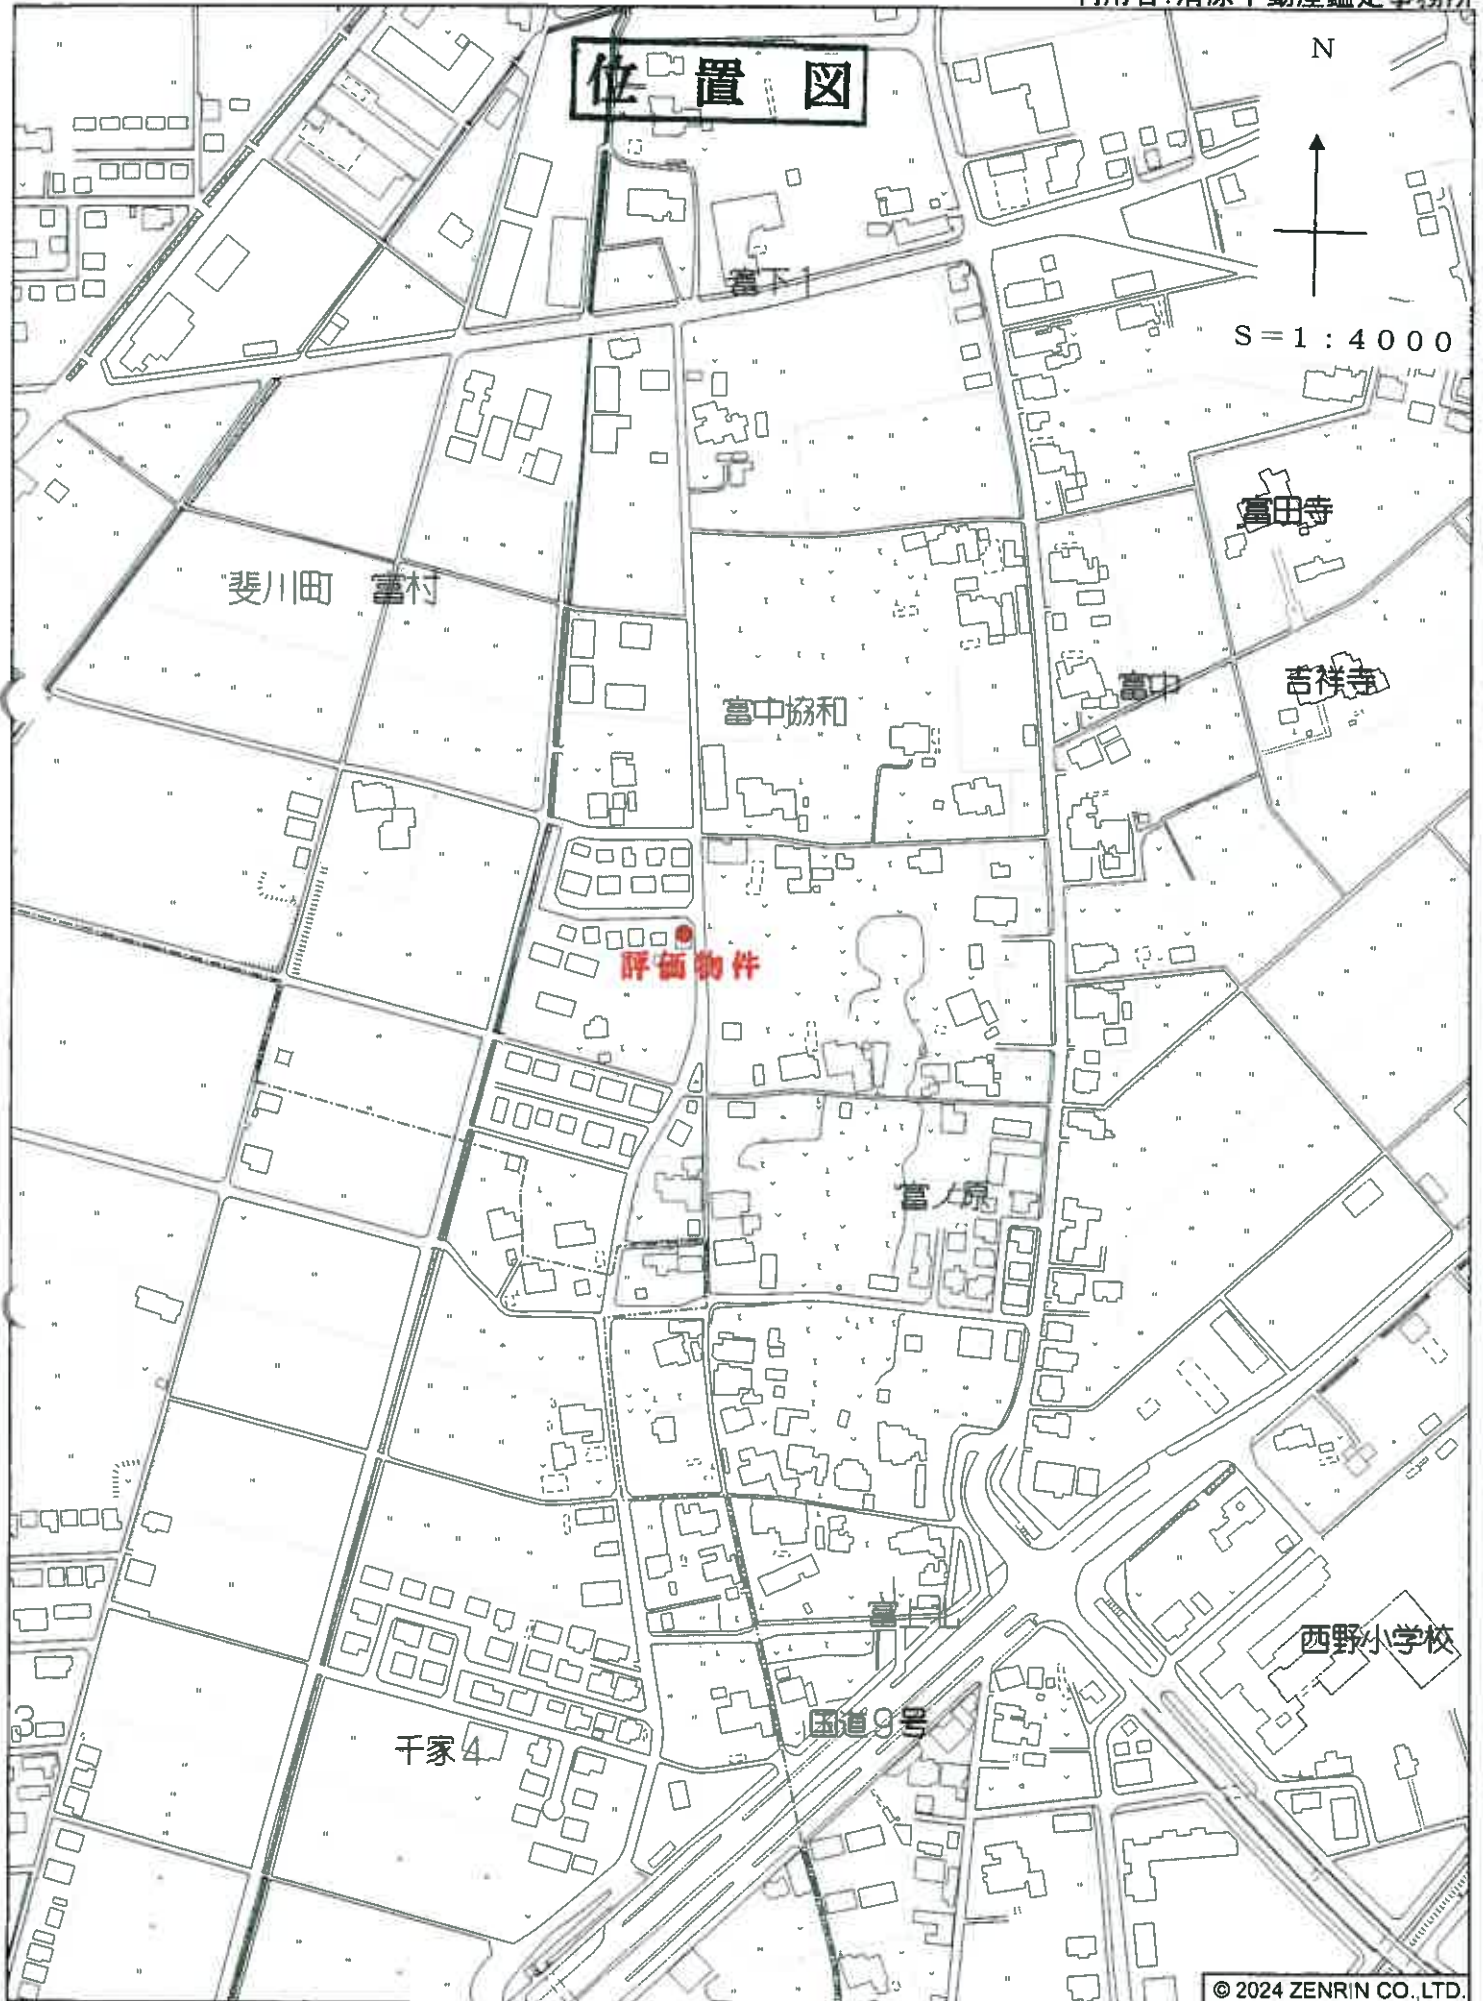 位置図
N
S=1:4000
富下1
富田寺
斐川町 富村
吉祥寺
富中
富中協和
評価物件
富ノ原
富上
西野小学校
国道9号
千家4
3
© 2024 ZENRIN CO.,LTD.